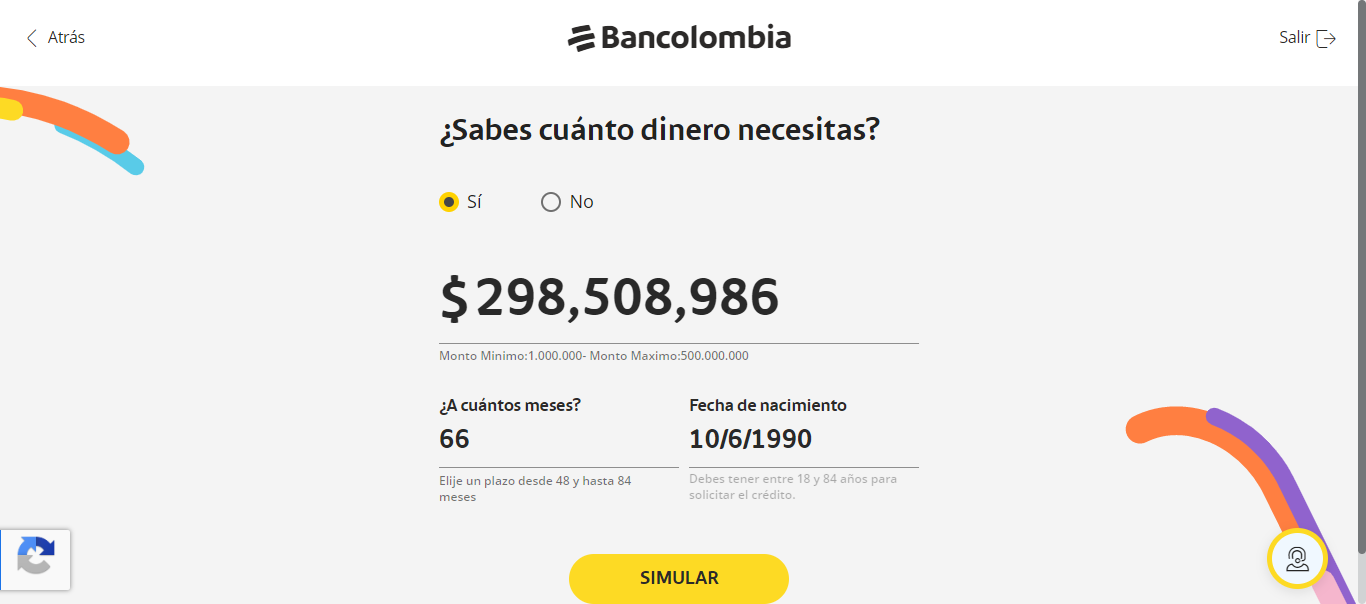 Atrás
Bancolombia
Salir
¿Sabes cuánto dinero necesitas?
Sí
No
$298,508,986
Monto Minimo:1.000.000- Monto Maximo:500.000.000
¿A cuántos meses?
66
Elije un plazo desde 48 y hasta 84
meses
Fecha de nacimiento
10/6/1990
Debes tener entre 18 y 84 años para
solicitar el crédito.
SIMULAR